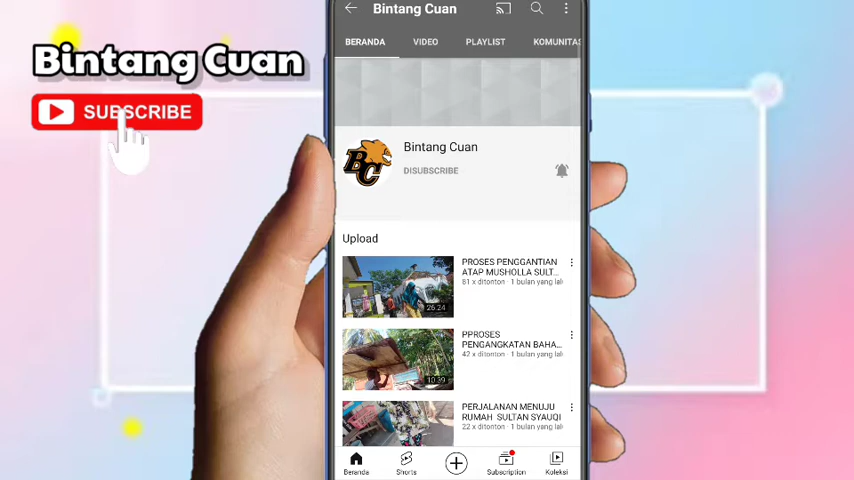 Bintang Cuan
SUBSCRIBE
Bintang Cuan
BERANDA VIDEO PLAYLIST KOMUNITAS
BC
Bintang Cuan
DISUBSCRIBE
Upload
PROSES PENGGANTIAN
ATAP MUSHOLLA SULT...
81 x ditonton · 1 bulan yang lal
26.24
PPROSES
PENGANGKATAN BAHA...
42 x ditonton · 1 bulan yang lal
10.39
PERJALANAN MENUJU
RUMAH SULTAN SYAUQI
22 x ditonton · 1 bulan yang lal
Beranda Shorts Subscription Koleksi